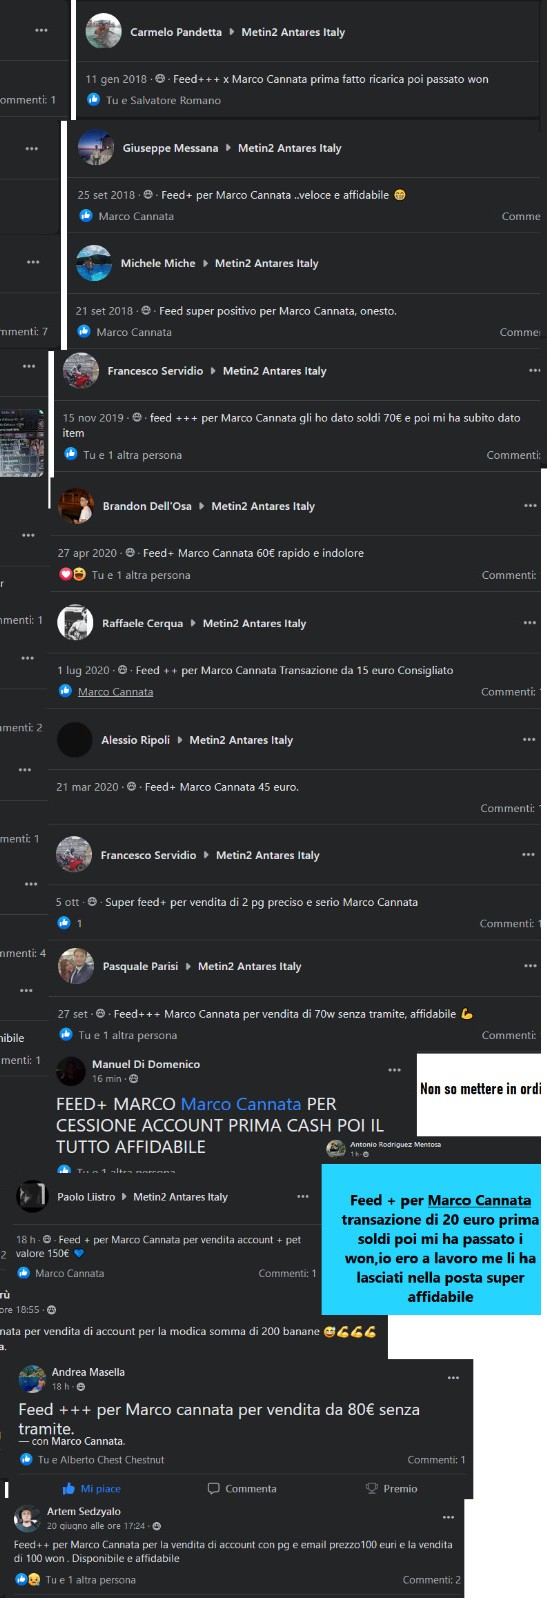 Carmelo Pandetta ▸ Metin2 Antares Italy
11 gen 2018 · Feed+++ x Marco Cannata prima fatto ricarica poi passato won
ommenti: 1
Tu e Salvatore Romano
Giuseppe Messana ▸ Metin2 Antares Italy
25 set 2018 · Feed+ per Marco Cannata ..veloce e affidabile 😁
Marco Cannata
Comme
Michele Miche ▸ Metin2 Antares Italy
21 set 2018 · Feed super positivo per Marco Cannata, onesto.
mmenti: 7
Marco Cannata
Comme
Francesco Servidio ▸ Metin2 Antares Italy
15 nov 2019 · feed +++ per Marco Cannata gli ho dato soldi 70€ e poi mi ha subito dato
item
Tu e 1 altra persona
Commenti:
Brandon Dell'Osa ▸ Metin2 Antares Italy
27 apr 2020 · Feed+ Marco Cannata 60€ rapido e indolore
Tu e 1 altra persona
Commenti:
r
Raffaele Cerqua ▸ Metin2 Antares Italy
mmenti: 1
1 lug 2020 · Feed ++ per Marco Cannata Transazione da 15 euro Consigliato
Marco Cannata
Commenti:
Alessio Ripoli ▸ Metin2 Antares Italy
menti: 2
21 mar 2020 · Feed+ Marco Cannata 45 euro.
Commenti:
menti: 1
Francesco Servidio ▸ Metin2 Antares Italy
5 ott · Super feed+ per vendita di 2 pg preciso e serio Marco Cannata
1
Commenti: 1
mmenti: 4
Pasquale Parisi ▸ Metin2 Antares Italy
27 set · Feed+++ Marco Cannata per vendita di 70w senza tramite, affidabile 💪
nibile
Tu e 1 altra persona
Commenti:
menti: 1
Manuel Di Domenico
16 min ·
FEED+ MARCO Marco Cannata PER
CESSIONE ACCOUNT PRIMA CASH POI IL
TUTTO AFFIDABILE
Tu e 1 altra persona
Non so mettere in ordi
Antonio Rodriguez Mentosa
1 h ·
Feed + per Marco Cannata
transazione di 20 euro prima
soldi poi mi ha passato i
won,io ero a lavoro me li ha
lasciati nella posta super
affidabile
Paolo Liistro ▸ Metin2 Antares Italy
18 h · Feed + per Marco Cannata per vendita account + pet
2
valore 150€ 💙
Marco Cannata
Commenti: 1
rù
ore 18:55 ·
nata per vendita di account per la modica somma di 200 banane 😅💪💪💪
a.
Andrea Masella
18 h ·
Feed +++ per Marco cannata per vendita da 80€ senza
tramite.
— con Marco Cannata.
Tu e Alberto Chest Chestnut
Commenti: 1
Mi piace
Commenta
Premio
Artem Sedzyalo
20 giugno alle ore 17:24 ·
Feed++ per Marco Cannata per la vendita di account con pg e email prezzo100 euri e la vendita
di 100 won . Disponibile e affidabile
Tu e 1 altra persona
Commenti: 2